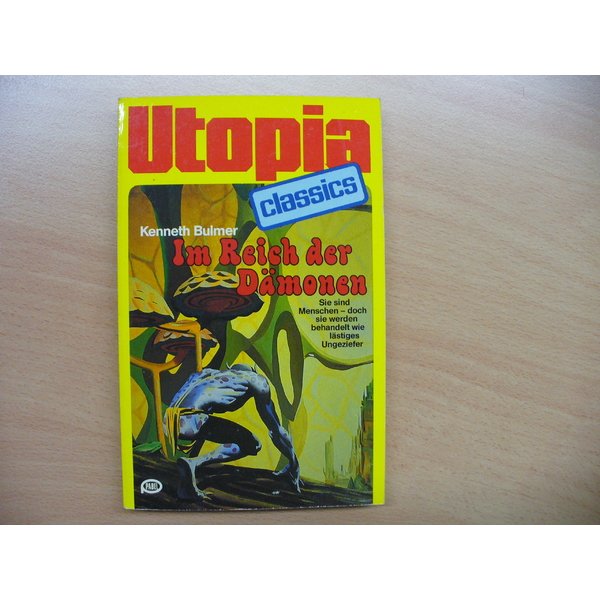 Utopia
classics
Kenneth Bulmer
Im Reich der
Dämonen
Sie sind
Menschen – doch
sie werden
behandelt wie
lästiges
Ungeziefer
PABEL